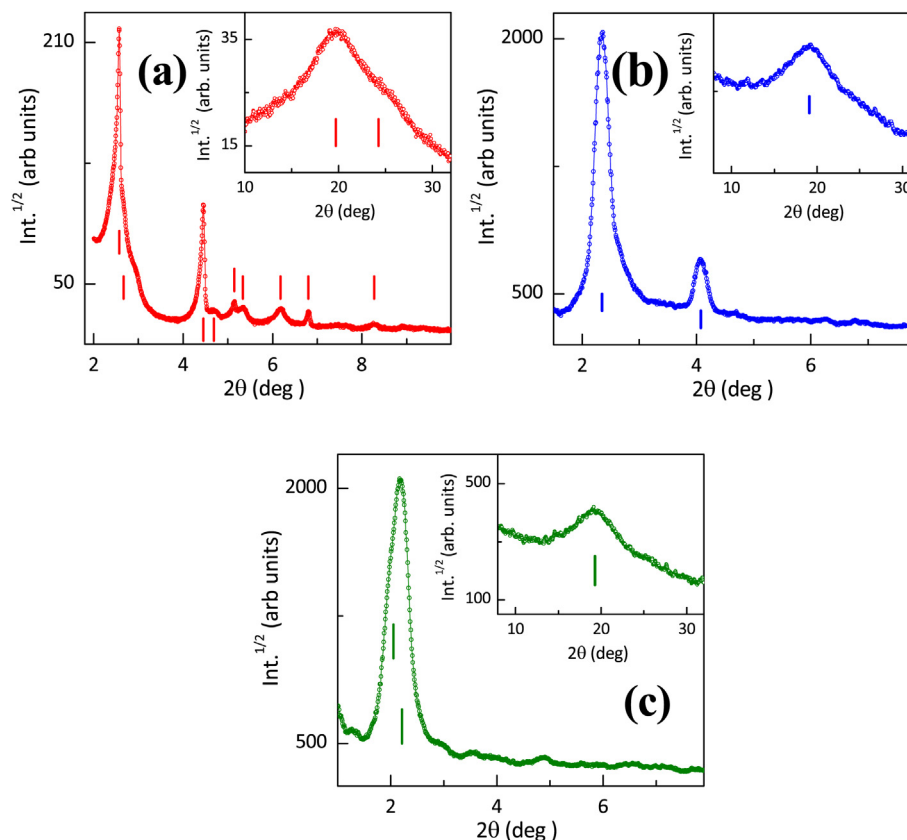 (a)
210
50
Int. 1/2 (arb units)
2 4 6 8
2θ (deg )
35
15
Int. 1/2 (arb. units)
10 20 30
2θ (deg)
(b)
2000
500
Int. 1/2 (arb units)
2 4 6
2θ (deg )
Int. 1/2 (arb. units)
10 20 30
2θ (deg)
(c)
2000
500
Int. 1/2 (arb units)
2 4 6
2θ (deg )
500
100
Int. 1/2 (arb. units)
10 20 30
2θ (deg)